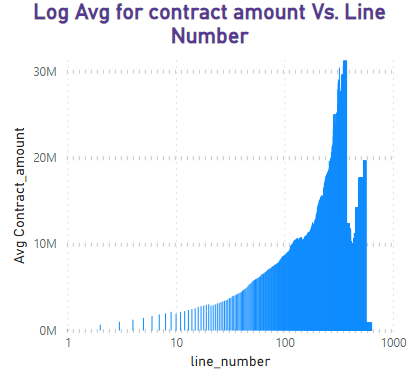 Log Avg for contract amount Vs. Line
Number
30M
20M
10M
0M
Avg Contract_amount
1
10
100
1000
line_number